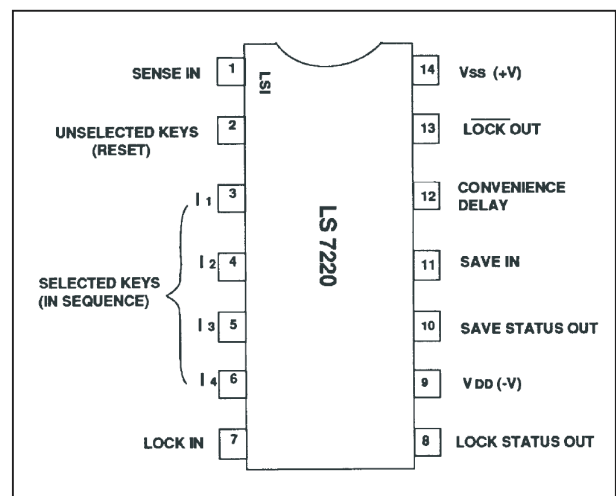 SENSE IN 1
UNSELECTED KEYS 2
(RESET)
I 1 3
I 2 4
SELECTED KEYS
(IN SEQUENCE)
I 3 5
I 4 6
LOCK IN 7
LSI
LS 7220
14 VSS (+V)
13 L̅O̅C̅K̅ OUT
12 CONVENIENCE
DELAY
11 SAVE IN
10 SAVE STATUS OUT
9 VDD (-V)
8 LOCK STATUS OUT